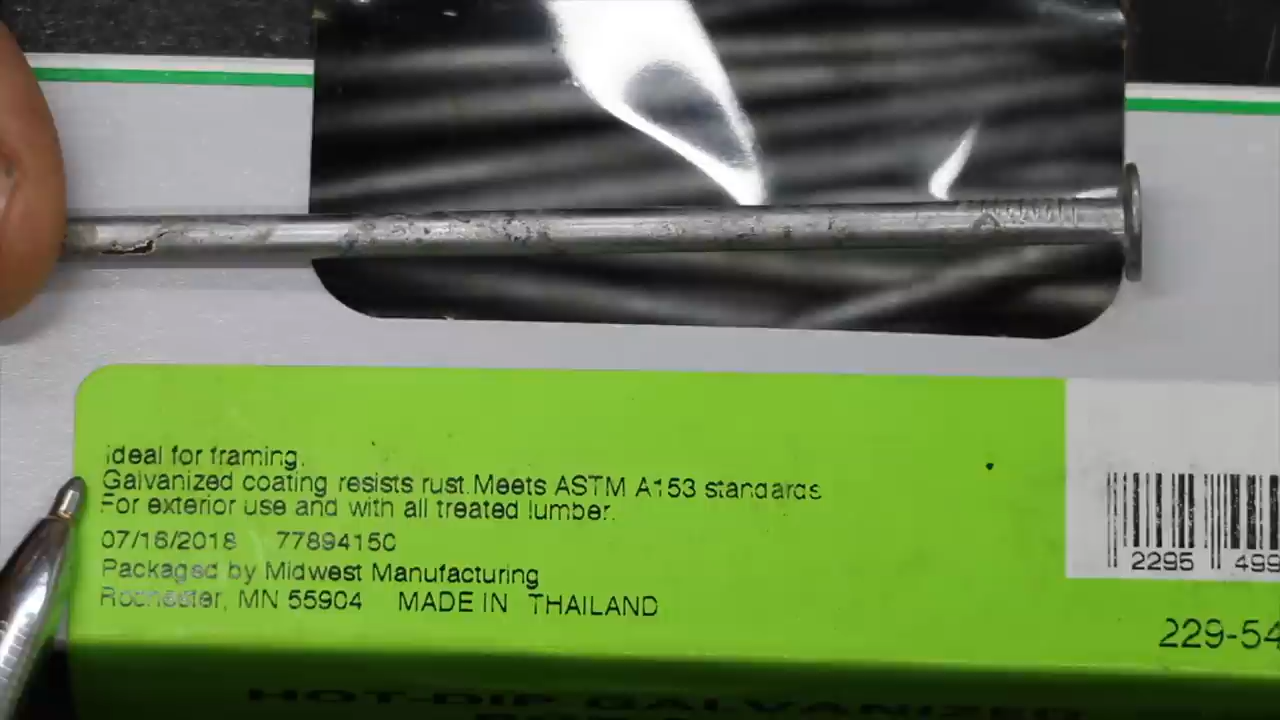 ideal for framing.
Galvanized coating resists rust.Meets ASTM A153 standards
For exterior use and with all treated lumber.
07/16/2018 7789415C
Packaged by Midwest Manufacturing
Rochester, MN 55904 MADE IN THAILAND
2295 499
229-54
HOT-DIP GALVANIZED